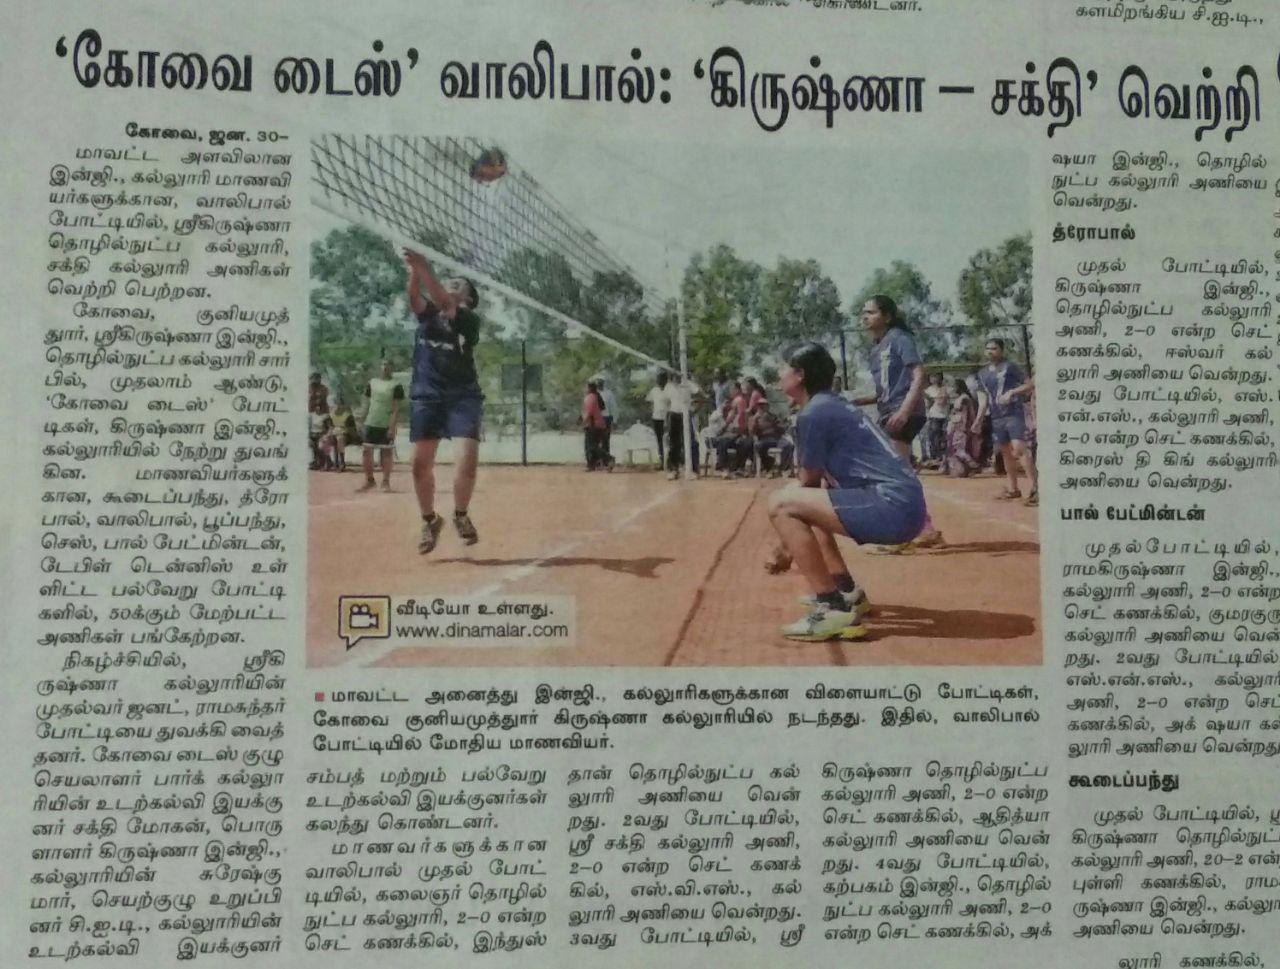 களமிறங்கிய சி.ஐ.டி.,
‘கோவை டைஸ்’ வாலிபால்: ‘கிருஷ்ணா – சக்தி’ வெற்றி
கோவை, ஜன. 30–
மாவட்ட அளவிலான
இன்ஜி., கல்லூரி மாணவி
யர்களுக்கான, வாலிபால்
போட்டியில், ஸ்ரீகிருஷ்ணா
தொழில்நுட்ப கல்லூரி,
சக்தி கல்லூரி அணிகள்
வெற்றி பெற்றன.
கோவை, குனியமுத்
தூர், ஸ்ரீகிருஷ்ணா இன்ஜி.,
தொழில்நுட்ப கல்லூரி சார்
பில், முதலாம் ஆண்டு,
‘கோவை டைஸ்’ போட்
டிகள், கிருஷ்ணா இன்ஜி.,
கல்லூரியில் நேற்று துவங்
கின. மாணவியர்களுக்
கான, கூடைப்பந்து, த்ரோ
பால், வாலிபால், பூப்பந்து,
செஸ், பால் பேட்மின்டன்,
டேபிள் டென்னிஸ் உள்
ளிட்ட பல்வேறு போட்டி
களில், 50க்கும் மேற்பட்ட
அணிகள் பங்கேற்றன.
நிகழ்ச்சியில், ஸ்ரீகி
ருஷ்ணா கல்லூரியின்
முதல்வர் ஜனட், ராமசுந்தர்
போட்டியை துவக்கி வைத்
தனர். கோவை டைஸ் குழு
செயலாளர் பார்க் கல்லூ
ரியின் உடற்கல்வி இயக்கு
னர் சக்தி மோகன், பொரு
ளாளர் கிருஷ்ணா இன்ஜி.,
கல்லூரியின் சுரேஷ்கு
மார், செயற்குழு உறுப்பி
னர் சி.ஐ.டி., கல்லூரியின்
உடற்கல்வி இயக்குனர்
வீடியோ உள்ளது.
www.dinamalar.com
■ மாவட்ட அனைத்து இன்ஜி., கல்லூரிகளுக்கான விளையாட்டு போட்டிகள்,
கோவை குனியமுத்தூர் கிருஷ்ணா கல்லூரியில் நடந்தது. இதில், வாலிபால்
போட்டியில் மோதிய மாணவியர்.
சம்பத் மற்றும் பல்வேறு
உடற்கல்வி இயக்குனர்கள்
கலந்து கொண்டனர்.
மாணவர்களுக்கான
வாலிபால் முதல் போட்
டியில், கலைஞர் தொழில்
நுட்ப கல்லூரி, 2–0 என்ற
செட் கணக்கில், இந்துஸ்
தான் தொழில்நுட்ப கல்
லூரி அணியை வென்
றது. 2வது போட்டியில்,
ஸ்ரீ சக்தி கல்லூரி அணி,
2–0 என்ற செட் கணக்
கில், எஸ்.வி.எஸ்., கல்
லூரி அணியை வென்றது.
3வது போட்டியில், ஸ்ரீ
கிருஷ்ணா தொழில்நுட்ப
கல்லூரி அணி, 2–0 என்ற
செட் கணக்கில், ஆதித்யா
கல்லூரி அணியை வென்
றது. 4வது போட்டியில்,
கற்பகம் இன்ஜி., தொழில்
நுட்ப கல்லூரி அணி, 2–0
என்ற செட் கணக்கில், அக்
ஷயா இன்ஜி., தொழில்
நுட்ப கல்லூரி அணியை
வென்றது.
த்ரோபால்
முதல் போட்டியில்,
கிருஷ்ணா இன்ஜி.,
தொழில்நுட்ப கல்லூரி
அணி, 2–0 என்ற செட்
கணக்கில், ஈஸ்வர் கல்
லூரி அணியை வென்றது.
2வது போட்டியில், எஸ்.
என்.எஸ்., கல்லூரி அணி,
2–0 என்ற செட் கணக்கில்,
கிரைஸ் தி கிங் கல்லூரி
அணியை வென்றது.
பால் பேட்மின்டன்
முதல்போட்டியில்,
ராமகிருஷ்ணா இன்ஜி.,
கல்லூரி அணி, 2–0 என்ற
செட் கணக்கில், குமரகுரு
கல்லூரி அணியை வென்
றது. 2வது போட்டியில்
எஸ்.என்.எஸ்., கல்லூரி
அணி, 2–0 என்ற செட்
கணக்கில், அக் ஷயா கல்
லூரி அணியை வென்றது
கூடைப்பந்து
முதல் போட்டியில்,
கிருஷ்ணா தொழில்நுட்
கல்லூரி அணி, 20–2 என்
புள்ளி கணக்கில், ராம
ருஷ்ணா இன்ஜி., கல்லூ
அணியை வென்றது.
லூரி கணக்கில்,